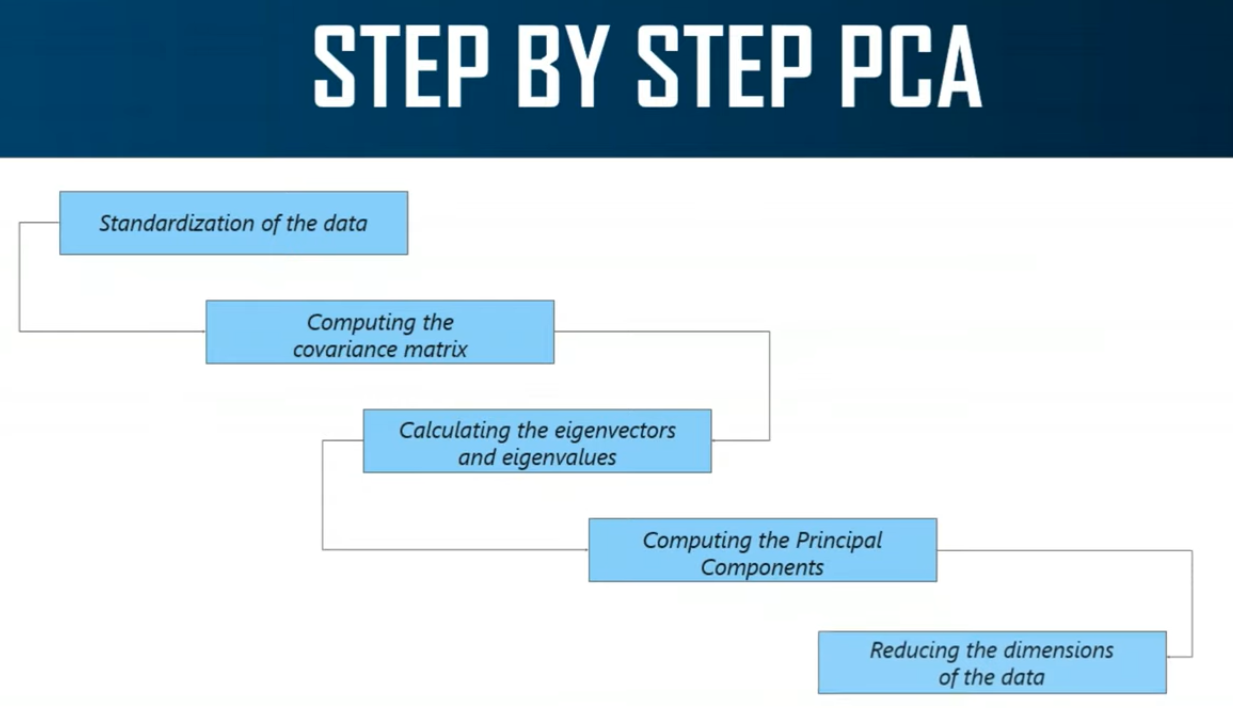 STEP BY STEP PCA
Standardization of the data
Computing the
covariance matrix
Calculating the eigenvectors
and eigenvalues
Computing the Principal
Components
Reducing the dimensions
of the data